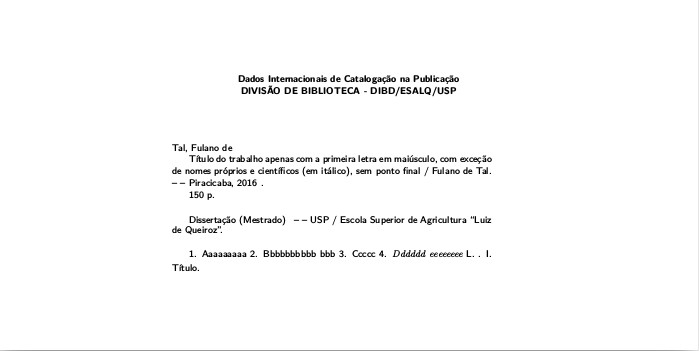 Dados Internacionais de Catalogação na Publicação
DIVISÃO DE BIBLIOTECA - DIBD/ESALQ/USP
Tal, Fulano de
Título do trabalho apenas com a primeira letra em maiúsculo, com exceção
de nomes próprios e científicos (em itálico), sem ponto final / Fulano de Tal.
– – Piracicaba, 2016 .
150 p.
Dissertação (Mestrado) – – USP / Escola Superior de Agricultura “Luiz
de Queiroz”.
1. Aaaaaaaaa 2. Bbbbbbbbbb bbb 3. Ccccc 4. Dddddd eeeeeeee L. . I.
Título.